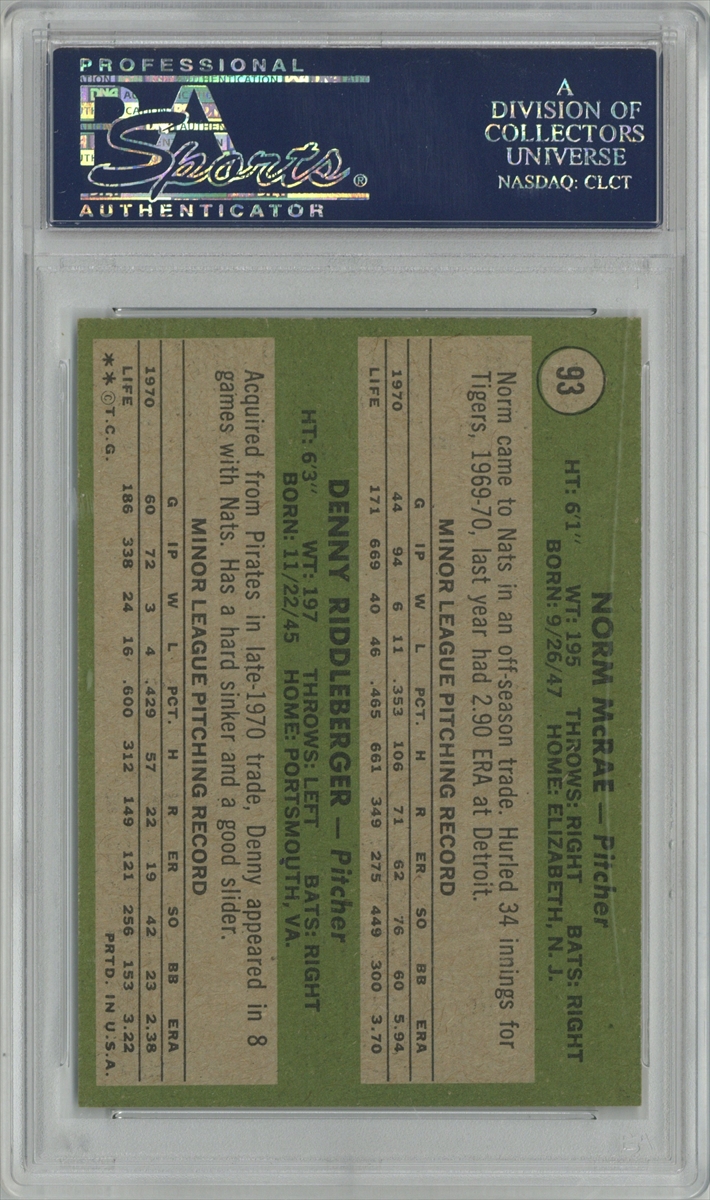 PROFESSIONAL
PSA
Sports®
AUTHENTICATOR
A
DIVISION OF
COLLECTORS
UNIVERSE
NASDAQ: CLCT
93
NORM McRAE — Pitcher
HT: 6'1" WT: 195 THROWS: RIGHT BATS: RIGHT
BORN: 9/26/47 HOME: ELIZABETH, N. J.
Norm came to Nats in an off-season trade. Hurled 34 innings for
Tigers, 1969-70, last year had 2.90 ERA at Detroit.
MINOR LEAGUE PITCHING RECORD
G IP W L PCT. H R ER SO BB ERA
1970 44 94 6 11 .353 106 71 62 76 60 5.94
LIFE 171 669 40 46 .465 661 349 275 449 300 3.70
DENNY RIDDLEBERGER — Pitcher
HT: 6'3" WT: 197 THROWS: LEFT BATS: RIGHT
BORN: 11/22/45 HOME: PORTSMOUTH, VA.
Acquired from Pirates in late-1970 trade, Denny appeared in 8
games with Nats. Has a hard sinker and a good slider.
MINOR LEAGUE PITCHING RECORD
G IP W L PCT. H R ER SO BB ERA
1970 60 72 3 4 .429 57 22 19 42 23 2.38
LIFE 186 338 24 16 .600 312 149 121 256 153 3.22
**©T.C.G. PRTD. IN U.S.A.